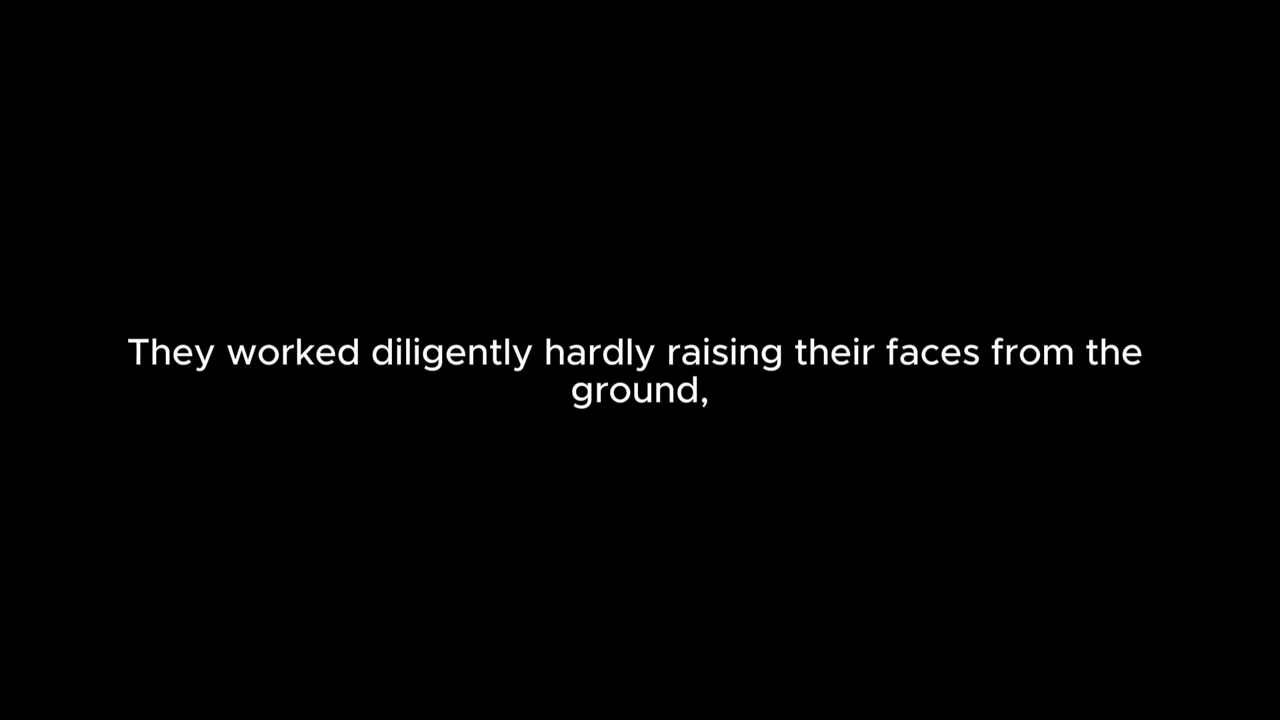 They worked diligently hardly raising their faces from the
ground,